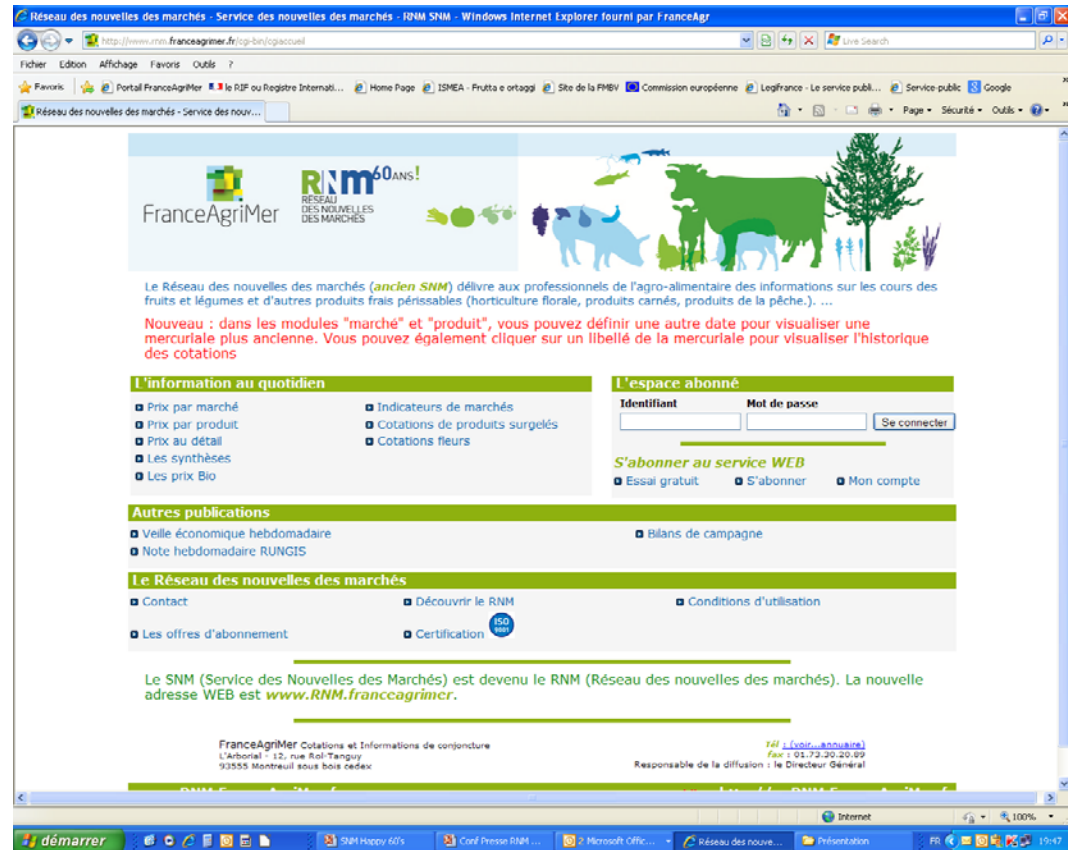 Réseau des nouvelles des marchés - Service des nouvelles des marchés - RNM SNM - Windows Internet Explorer fourni par FranceAgr
http://www.rnm.franceagrimer.fr/cgi-bin/cgiaccueil
Live Search
Fichier Edition Affichage Favoris Outils ?
Favoris Portail FranceAgriMer le RIF ou Registre Internati... Home Page ISMEA - Frutta e ortaggi Site de la FMBV Commission européenne Legifrance - Le service publi... Service-public Google
Réseau des nouvelles des marchés - Service des nouv...
Page Sécurité Outils
FranceAgriMer
RNM 60 ANS!
RÉSEAU
DES NOUVELLES
DES MARCHÉS
Le Réseau des nouvelles des marchés (ancien SNM) délivre aux professionnels de l'agro-alimentaire des informations sur les cours des
fruits et légumes et d'autres produits frais périssables (horticulture florale, produits carnés, produits de la pêche.). ...
Nouveau : dans les modules "marché" et "produit", vous pouvez définir une autre date pour visualiser une
mercuriale plus ancienne. Vous pouvez également cliquer sur un libellé de la mercuriale pour visualiser l'historique
des cotations
L'information au quotidien
Prix par marché
Prix par produit
Prix au détail
Les synthèses
Les prix Bio
Indicateurs de marchés
Cotations de produits surgelés
Cotations fleurs
L'espace abonné
Identifiant Mot de passe
Se connecter
S'abonner au service WEB
Essai gratuit S'abonner Mon compte
Autres publications
Veille économique hebdomadaire Bilans de campagne
Note hebdomadaire RUNGIS
Le Réseau des nouvelles des marchés
Contact Découvrir le RNM Conditions d'utilisation
Les offres d'abonnement Certification ISO 9001
Le SNM (Service des Nouvelles des Marchés) est devenu le RNM (Réseau des nouvelles des marchés). La nouvelle
adresse WEB est www.RNM.franceagrimer.
FranceAgriMer Cotations et Informations de conjoncture
L'Arborial - 12, rue Rol-Tanguy
93555 Montreuil sous bois cedex
Tél : (voir...annuaire)
fax : 01.73.30.20.89
Responsable de la diffusion : le Directeur Général
Internet 100%
démarrer SNM Happy 60's Conf Presse RNM ... 2 Microsoft Offic... Réseau des nouve... Présentation FR 19:47